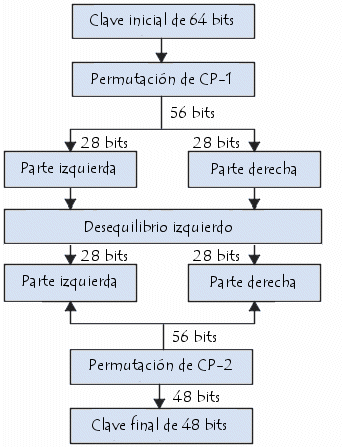 Clave inicial de 64 bits
Permutación de CP-1
56 bits
28 bits 28 bits
Parte izquierda Parte derecha
Desequilibrio izquierdo
28 bits 28 bits
Parte izquierda Parte derecha
56 bits
Permutación de CP-2
48 bits
Clave final de 48 bits